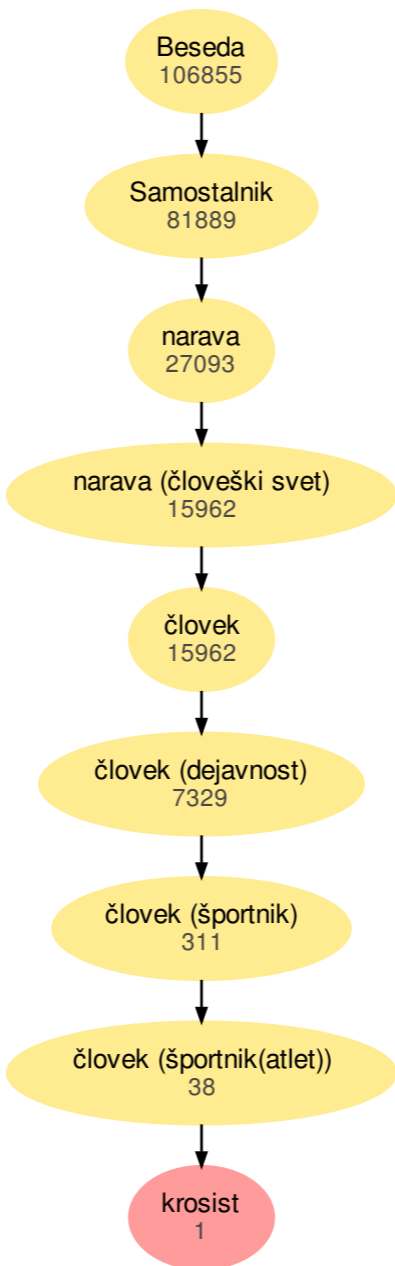 Beseda
106855
Samostalnik
81889
narava
27093
narava (človeški svet)
15962
človek
15962
človek (dejavnost)
7329
človek (športnik)
311
človek (športnik(atlet))
38
krosist
1